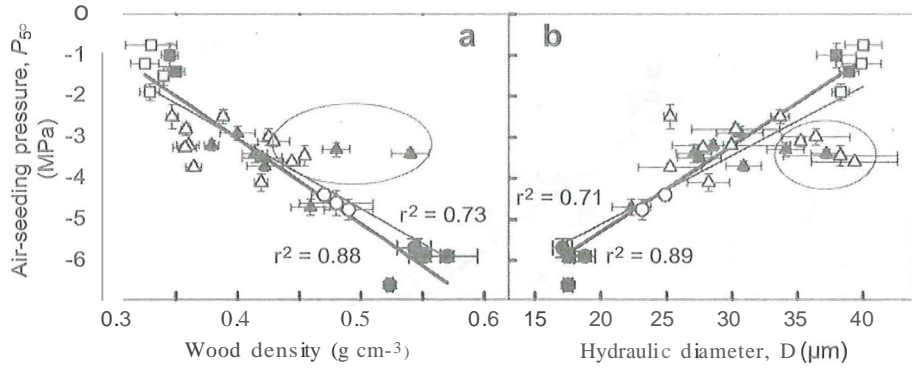 Air-seeding pressure, P50
(MPa)
0
-1
-2
-3
-4
-5
-6
a
b
r² = 0.73
r² = 0.88
r² = 0.71
r² = 0.89
0.3 0.4 0.5 0.6
15 20 25 30 35 40
Wood density (g cm-³)
Hydraulic diameter, D (µm)